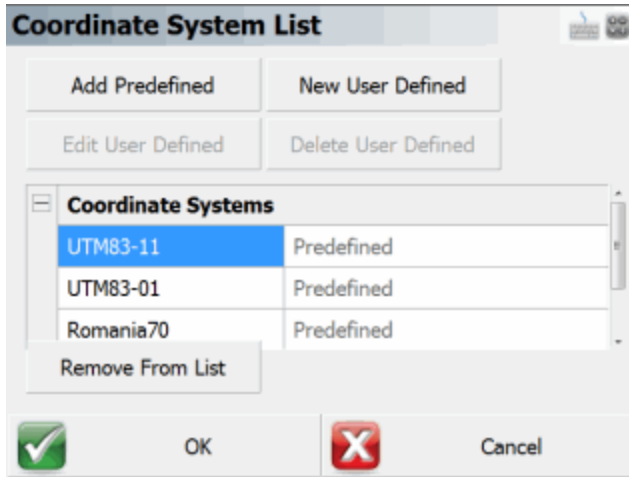 Coordinate System List
Add Predefined New User Defined
Edit User Defined Delete User Defined
Coordinate Systems
UTM83-11 Predefined
UTM83-01 Predefined
Romania70 Predefined
Remove From List
OK Cancel